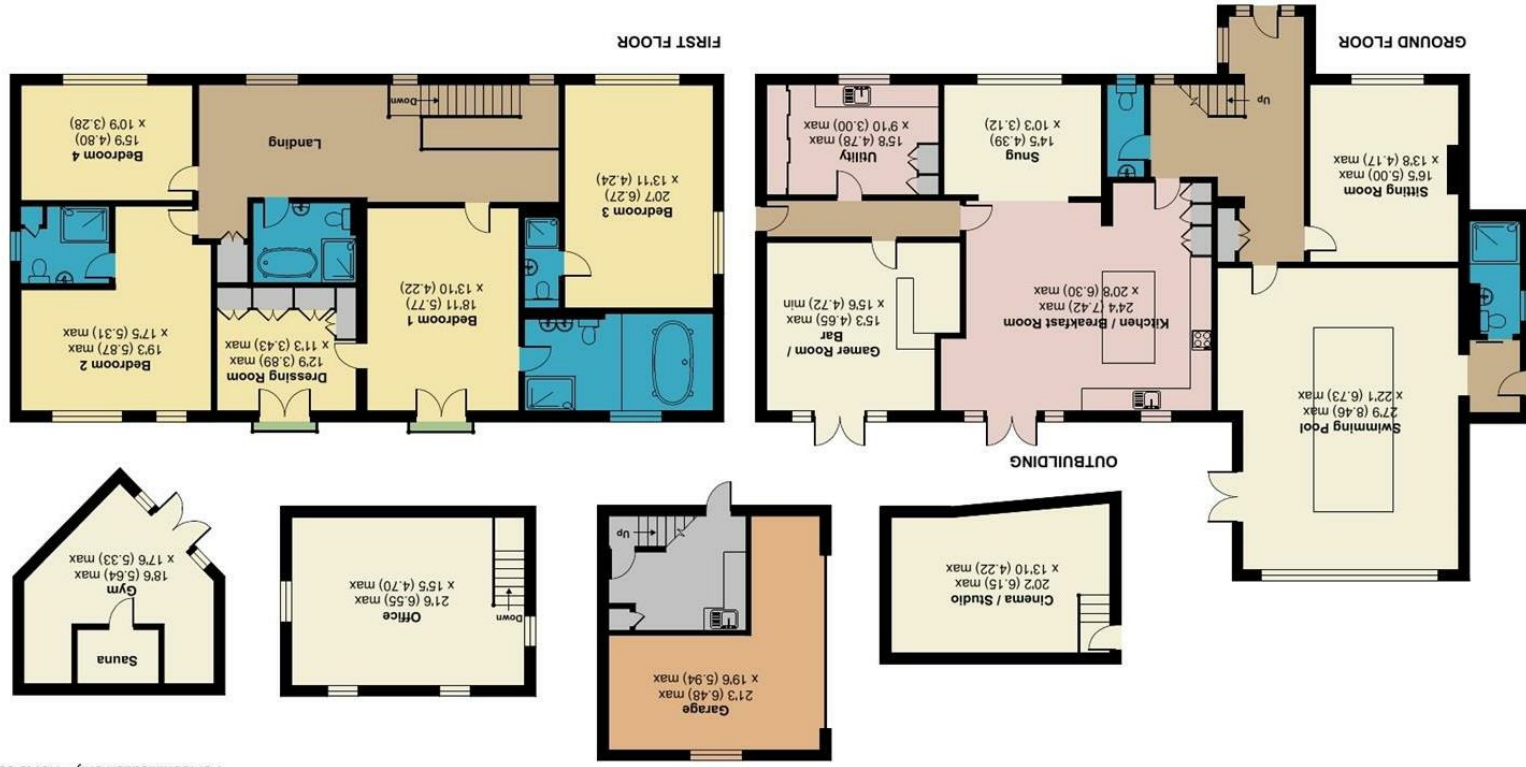 Garage
21'3 (6.48) max
x 19'6 (5.94) max
Up
Cinema / Studio
20'2 (6.15) max
x 13'10 (4.22) max
Office
21'6 (6.55) max
x 15'5 (4.70) max
Down
Sauna
Gym
18'6 (5.64) max
x 17'6 (5.33) max
OUTBUILDING
Swimming Pool
27'9 (8.46) max
x 22'1 (6.73) max
Kitchen / Breakfast Room
24'4 (7.42) max
x 20'8 (6.30) max
Gamer Room /
Bar
15'3 (4.65) max
x 15'6 (4.72) min
Sitting Room
16'5 (5.00) max
x 13'8 (4.17) max
Up
Snug
14'5 (4.39)
x 10'3 (3.12)
Utility
15'8 (4.78) max
x 9'10 (3.00) max
GROUND FLOOR
Bedroom 1
18'11 (5.77)
x 13'10 (4.22)
Dressing Room
12'9 (3.89) max
x 11'3 (3.43) max
Bedroom 2
19'3 (5.87) max
x 17'5 (5.31) max
Bedroom 3
20'7 (6.27)
x 13'11 (4.24)
Down
Landing
Bedroom 4
15'9 (4.80)
x 10'9 (3.28)
FIRST FLOOR